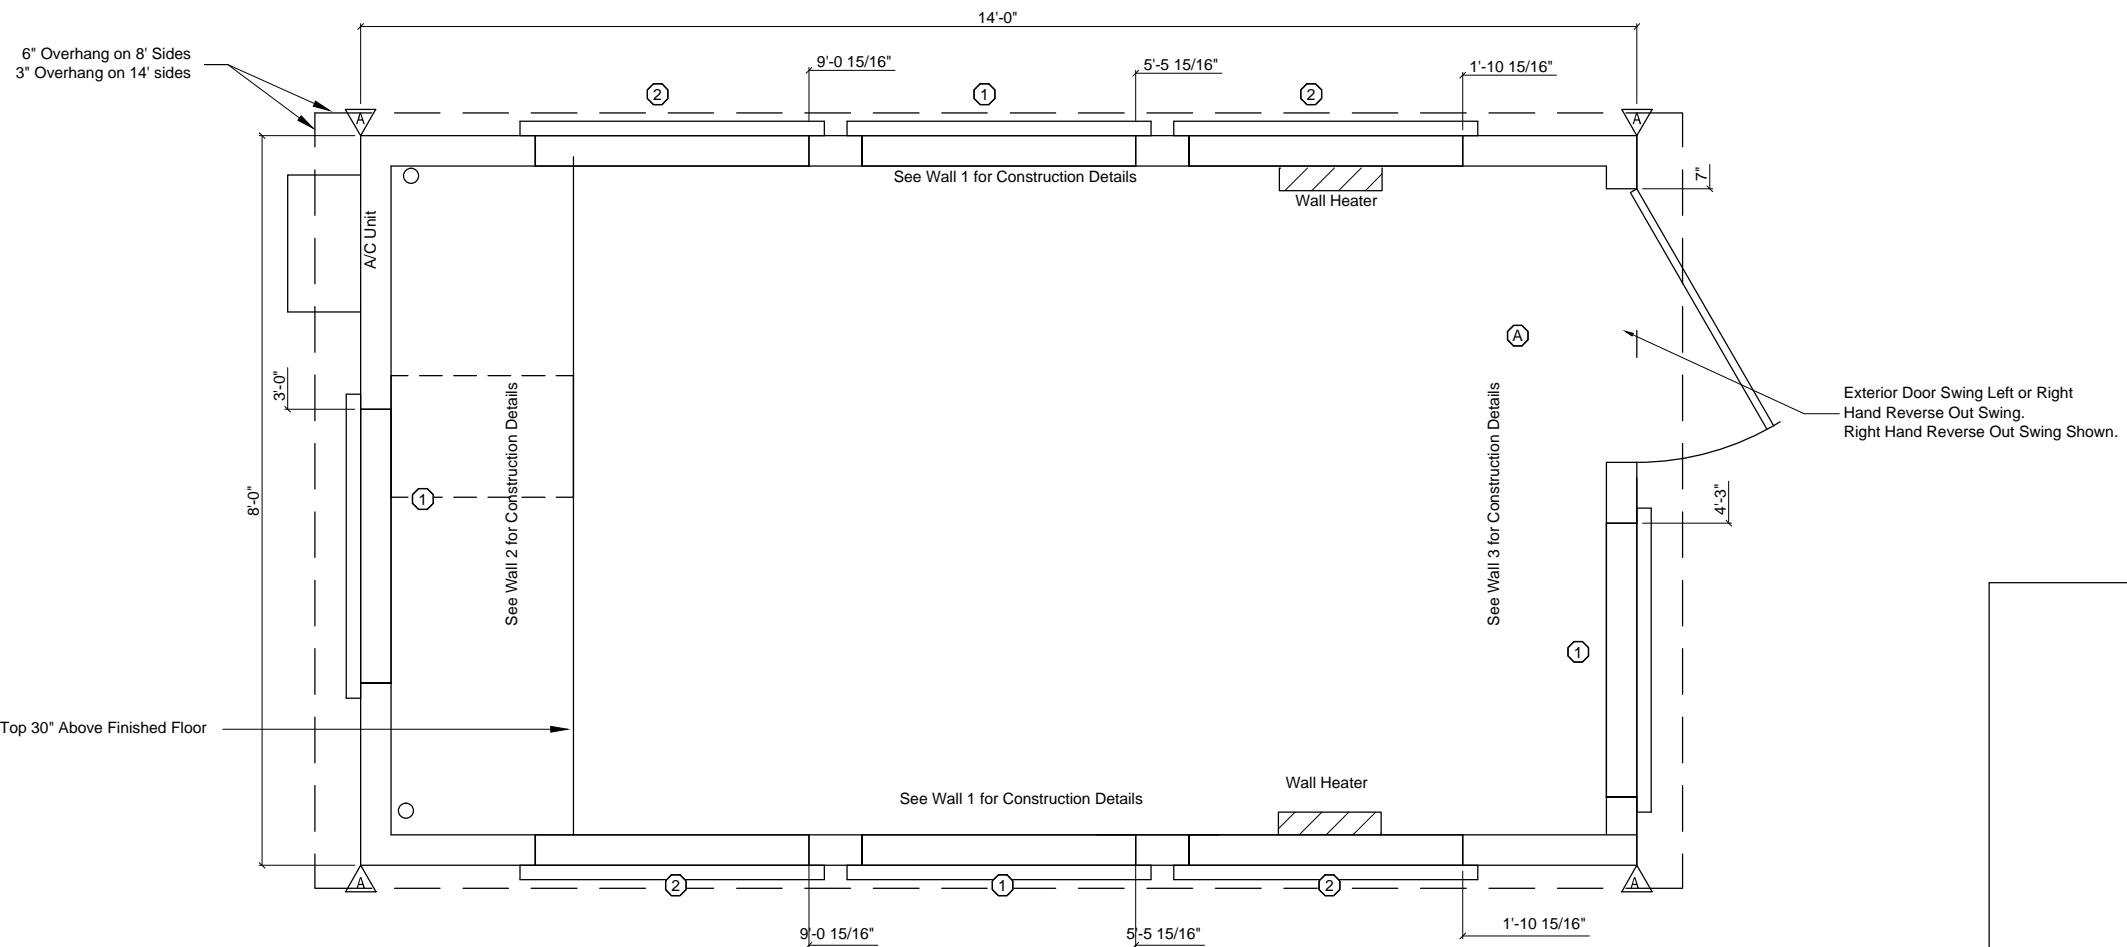 14'-0"
6" Overhang on 8' Sides
3" Overhang on 14' sides
9'-0 15/16"
5'-5 15/16"
1'-10 15/16"
2
1
2
A
A
See Wall 1 for Construction Details
Wall Heater
7"
A/C Unit
A
3'-0"
Exterior Door Swing Left or Right
Hand Reverse Out Swing.
Right Hand Reverse Out Swing Shown.
8'-0"
1
See Wall 2 for Construction Details
See Wall 3 for Construction Details
4'-3"
1
Top 30" Above Finished Floor
Wall Heater
See Wall 1 for Construction Details
A
2
1
2
A
9'-0 15/16"
5'-5 15/16"
1'-10 15/16"